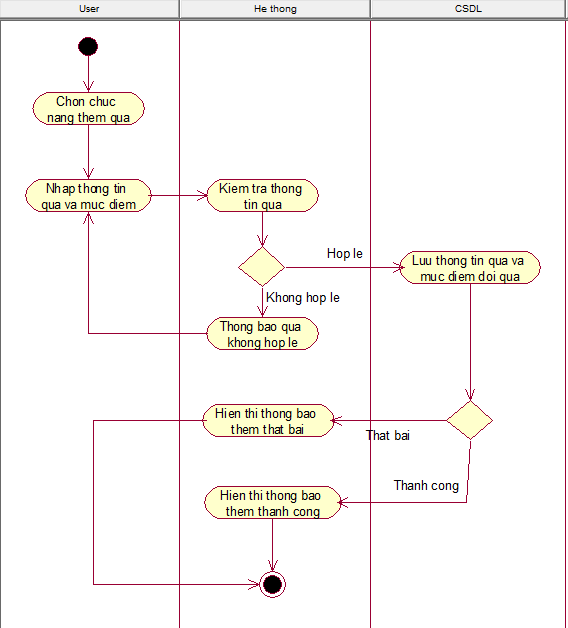 User
He thong
CSDL
Chon chuc
nang them qua
Nhap thong tin
qua va muc diem
Kiem tra thong
tin qua
Hop le
Luu thong tin qua va
muc diem doi qua
Khong hop le
Thong bao qua
khong hop le
Hien thi thong bao
them that bai
That bai
Thanh cong
Hien thi thong bao
them thanh cong